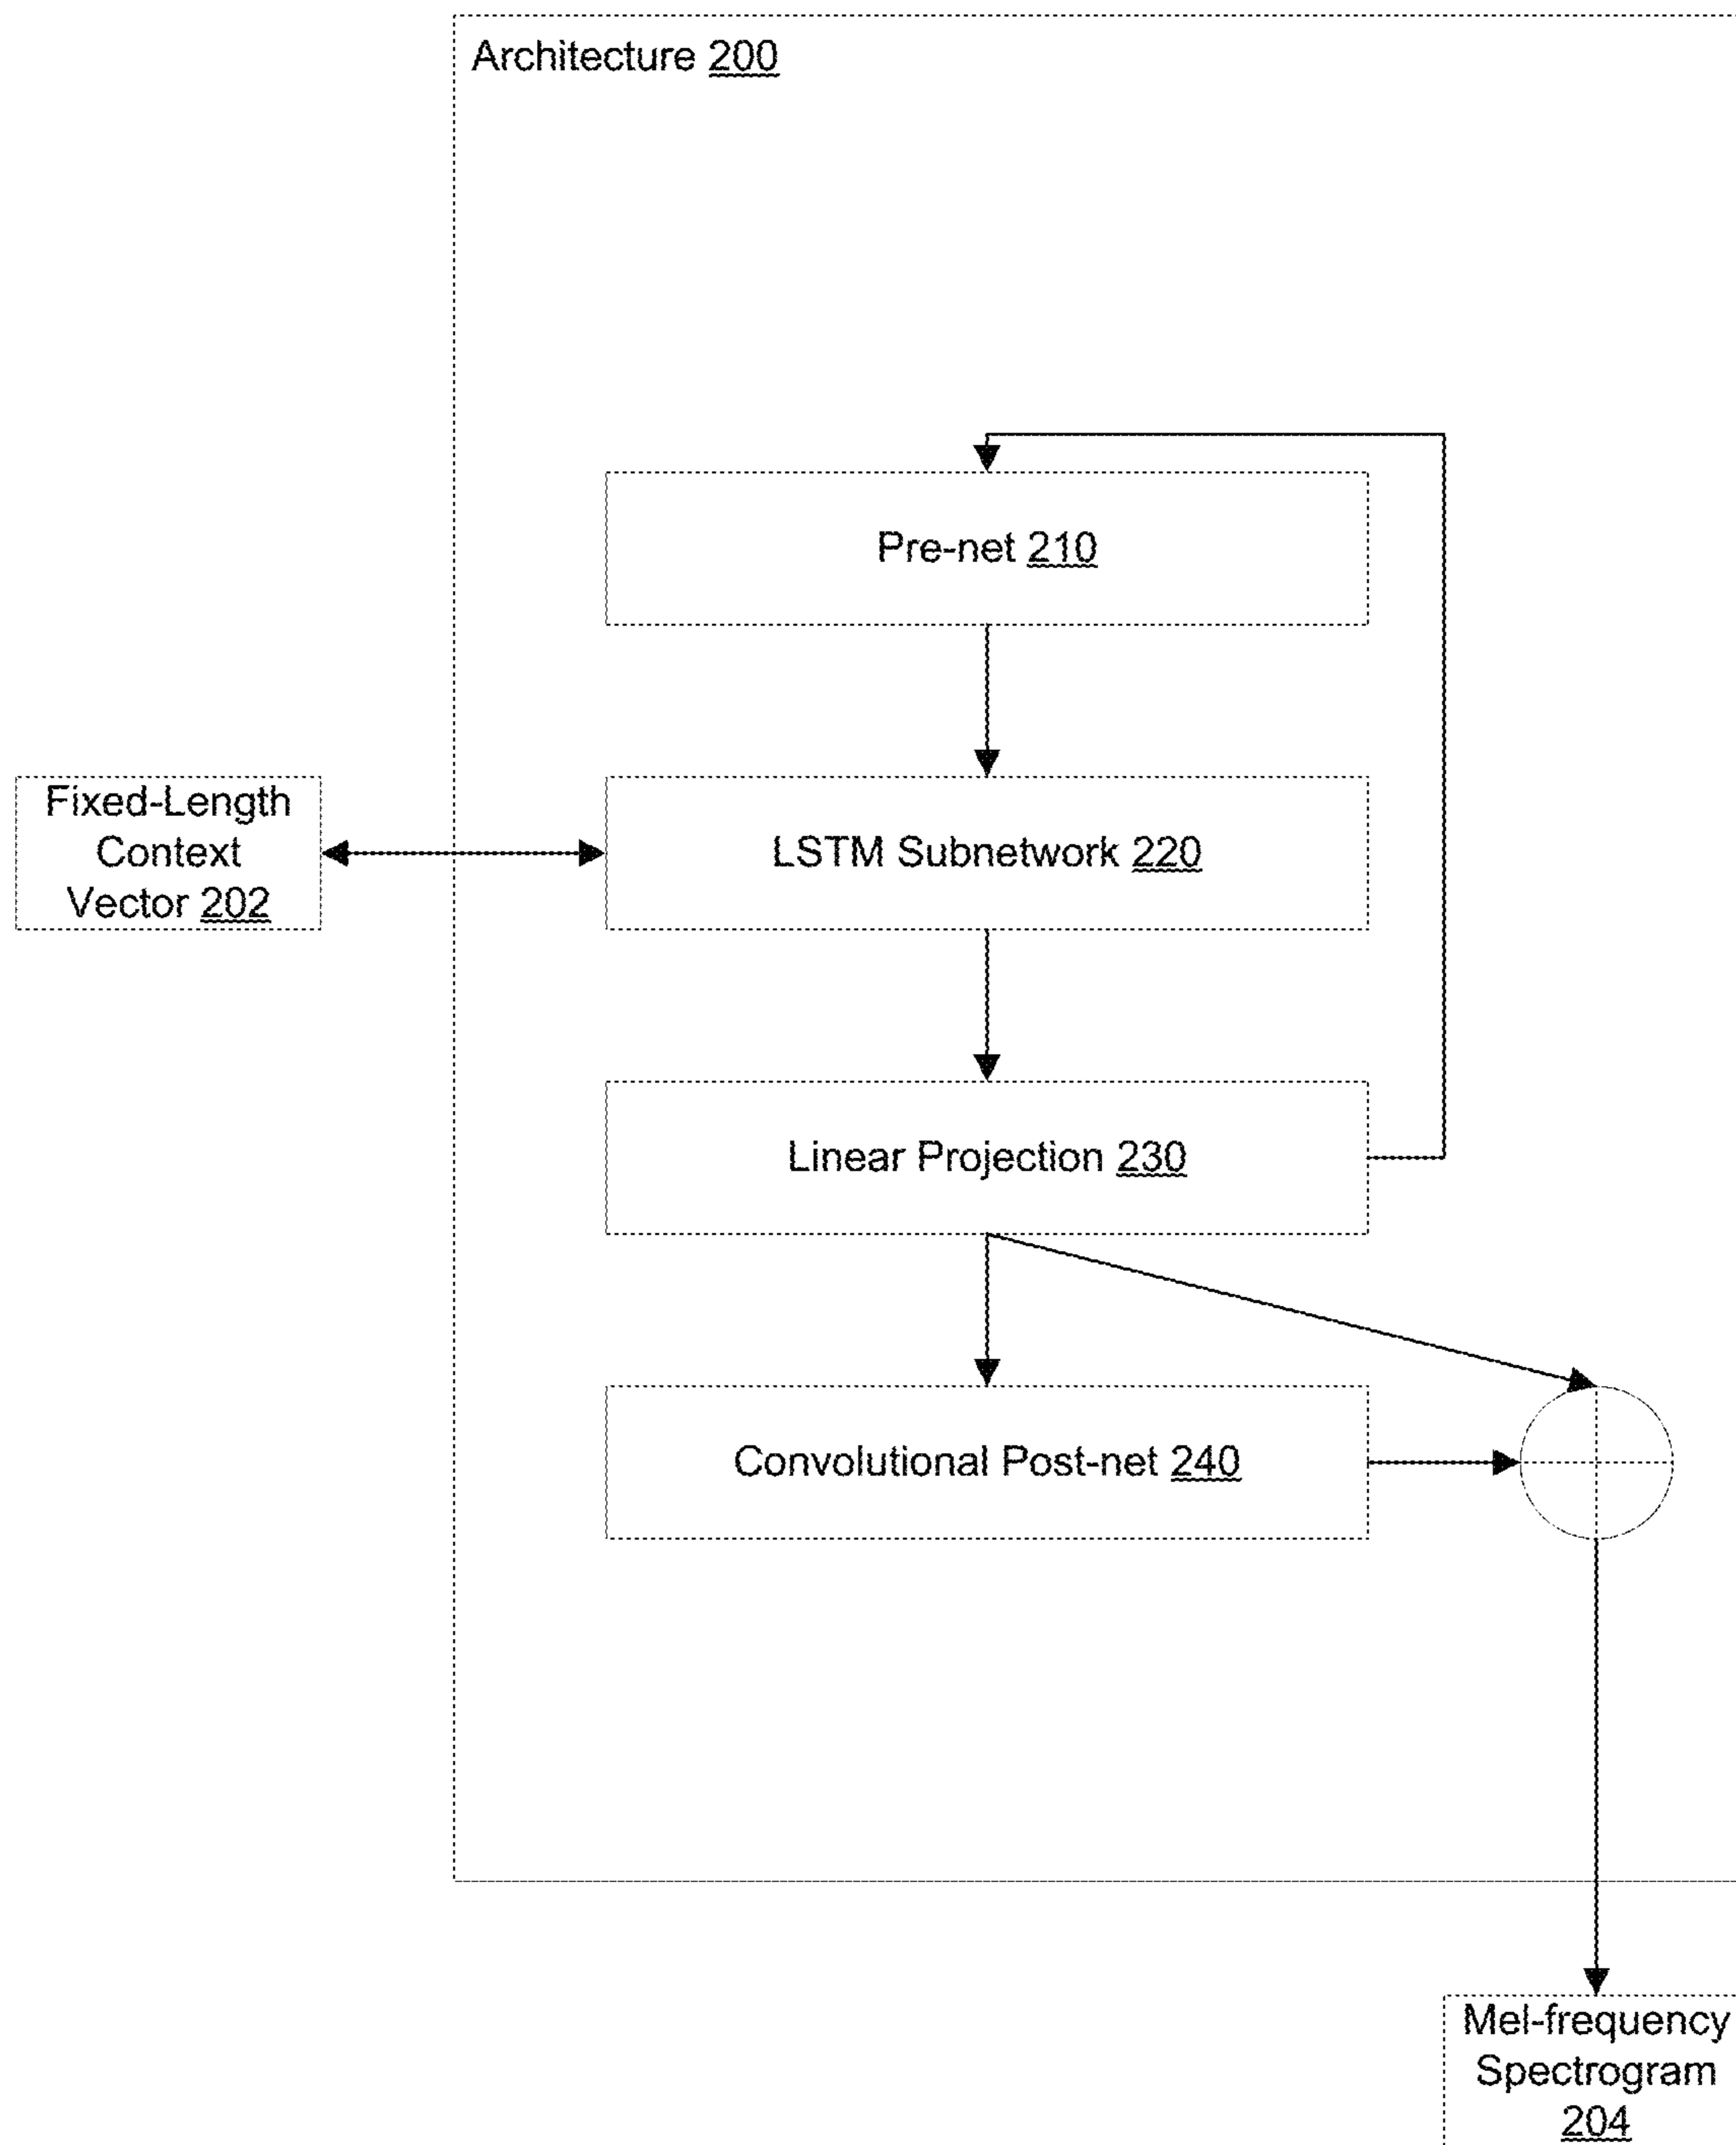 Architecture 200
Pre-net 210
Fixed-Length
Context
Vector 202
LSTM Subnetwork 220
Linear Projection 230
Convolutional Post-net 240
Mel-frequency
Spectrogram
204